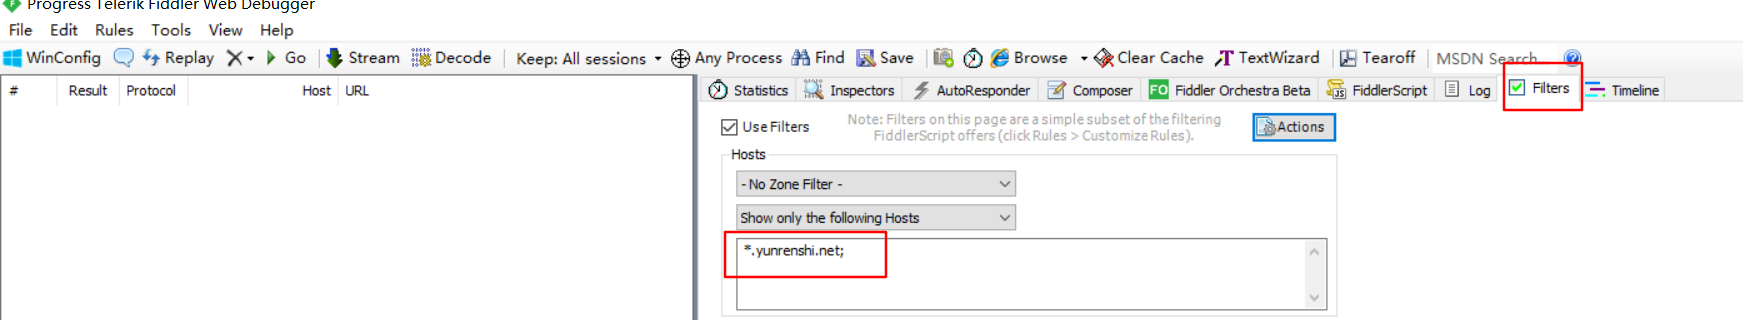 Progress Telerik Fiddler Web Debugger
File Edit Rules Tools View Help
WinConfig Replay Go Stream Decode Keep: All sessions Any Process Find Save Browse Clear Cache TextWizard Tearoff MSDN Search...
# Result Protocol Host URL
Statistics Inspectors AutoResponder Composer FO Fiddler Orchestra Beta JS FiddlerScript Log Filters Timeline
Use Filters
Note: Filters on this page are a simple subset of the filtering
FiddlerScript offers (click Rules > Customize Rules).
Actions
Hosts
- No Zone Filter -
Show only the following Hosts
*.yunrenshi.net;